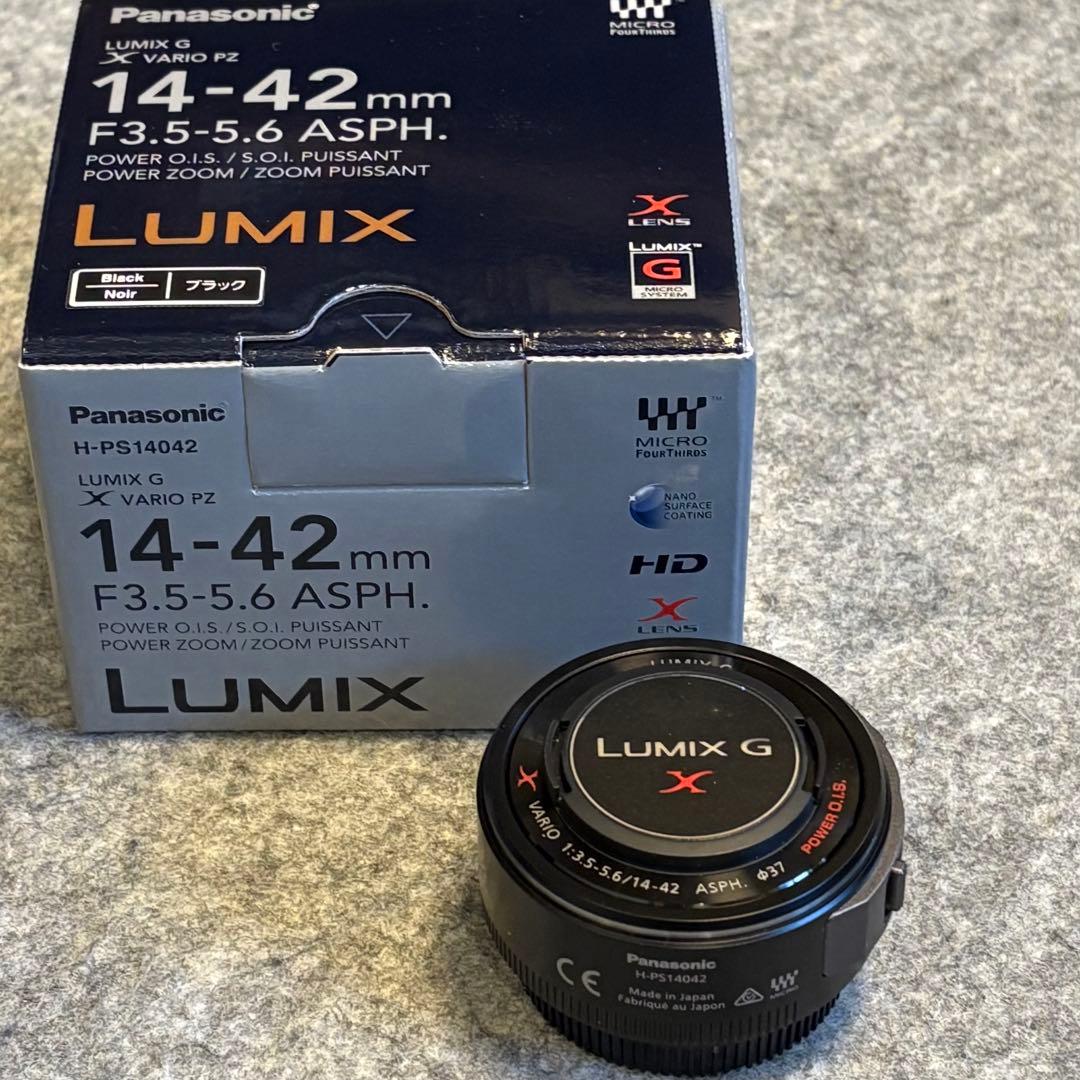 Panasonic
LUMIX G
X VARIO PZ
14-42mm
F3.5-5.6 ASPH.
POWER O.I.S. / S.O.I. PUISSANT
POWER ZOOM / ZOOM PUISSANT
LUMIX
Black
Noir
ブラック
MICRO
FOURTHIRDS
X
LENS
LUMIX™
G
MICRO
SYSTEM
Panasonic
H-PS14042
LUMIX G
X VARIO PZ
14-42mm
F3.5-5.6 ASPH.
POWER O.I.S./S.O.I. PUISSANT
POWER ZOOM/ZOOM PUISSANT
LUMIX
™
MICRO
FOURTHIRDS
NANO
SURFACE
COATING
HD
X
LENS
LUMIX G
LUMIX G
X
X VARIO 1:3.5-5.6/14-42 ASPH. ϕ37 POWER O.I.S.
CE
Panasonic
H-PS14042
Made in Japan
Fabriqué au Japon
MICRO